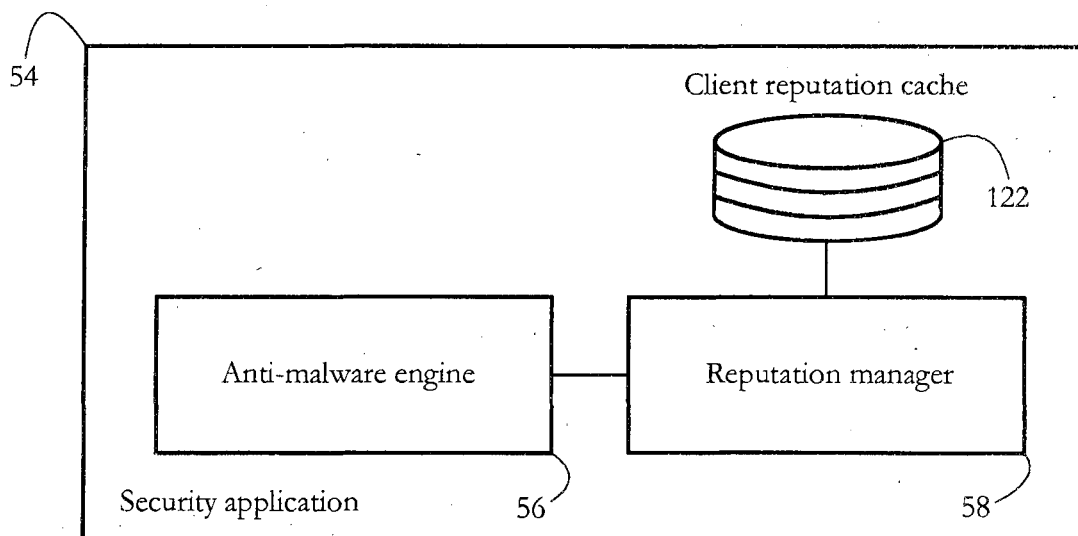 54
Client reputation cache
122
Anti-malware engine
Reputation manager
Security application
56
58